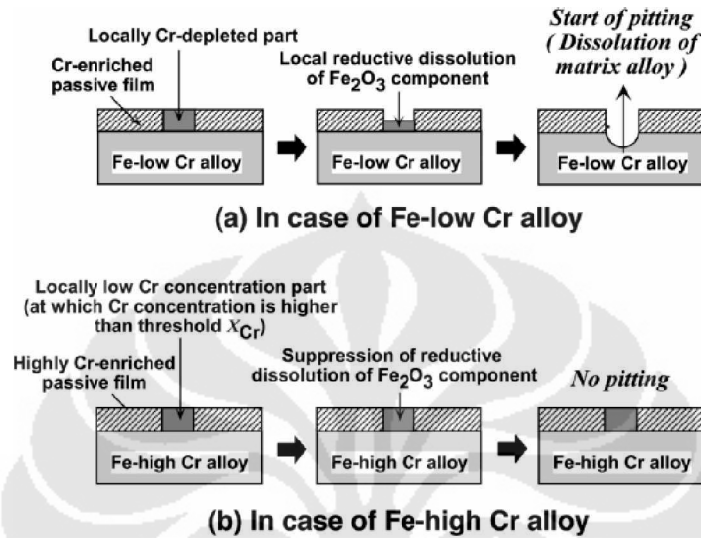 Locally Cr-depleted part
Cr-enriched
passive film
Local reductive dissolution
of Fe₂O₃ component
Start of pitting
( Dissolution of
matrix alloy )
Fe-low Cr alloy
Fe-low Cr alloy
Fe-low Cr alloy
(a) In case of Fe-low Cr alloy
Locally low Cr concentration part
(at which Cr concentration is higher
than threshold XCr)
Highly Cr-enriched
passive film
Suppression of reductive
dissolution of Fe₂O₃ component
No pitting
Fe-high Cr alloy
Fe-high Cr alloy
Fe-high Cr alloy
(b) In case of Fe-high Cr alloy